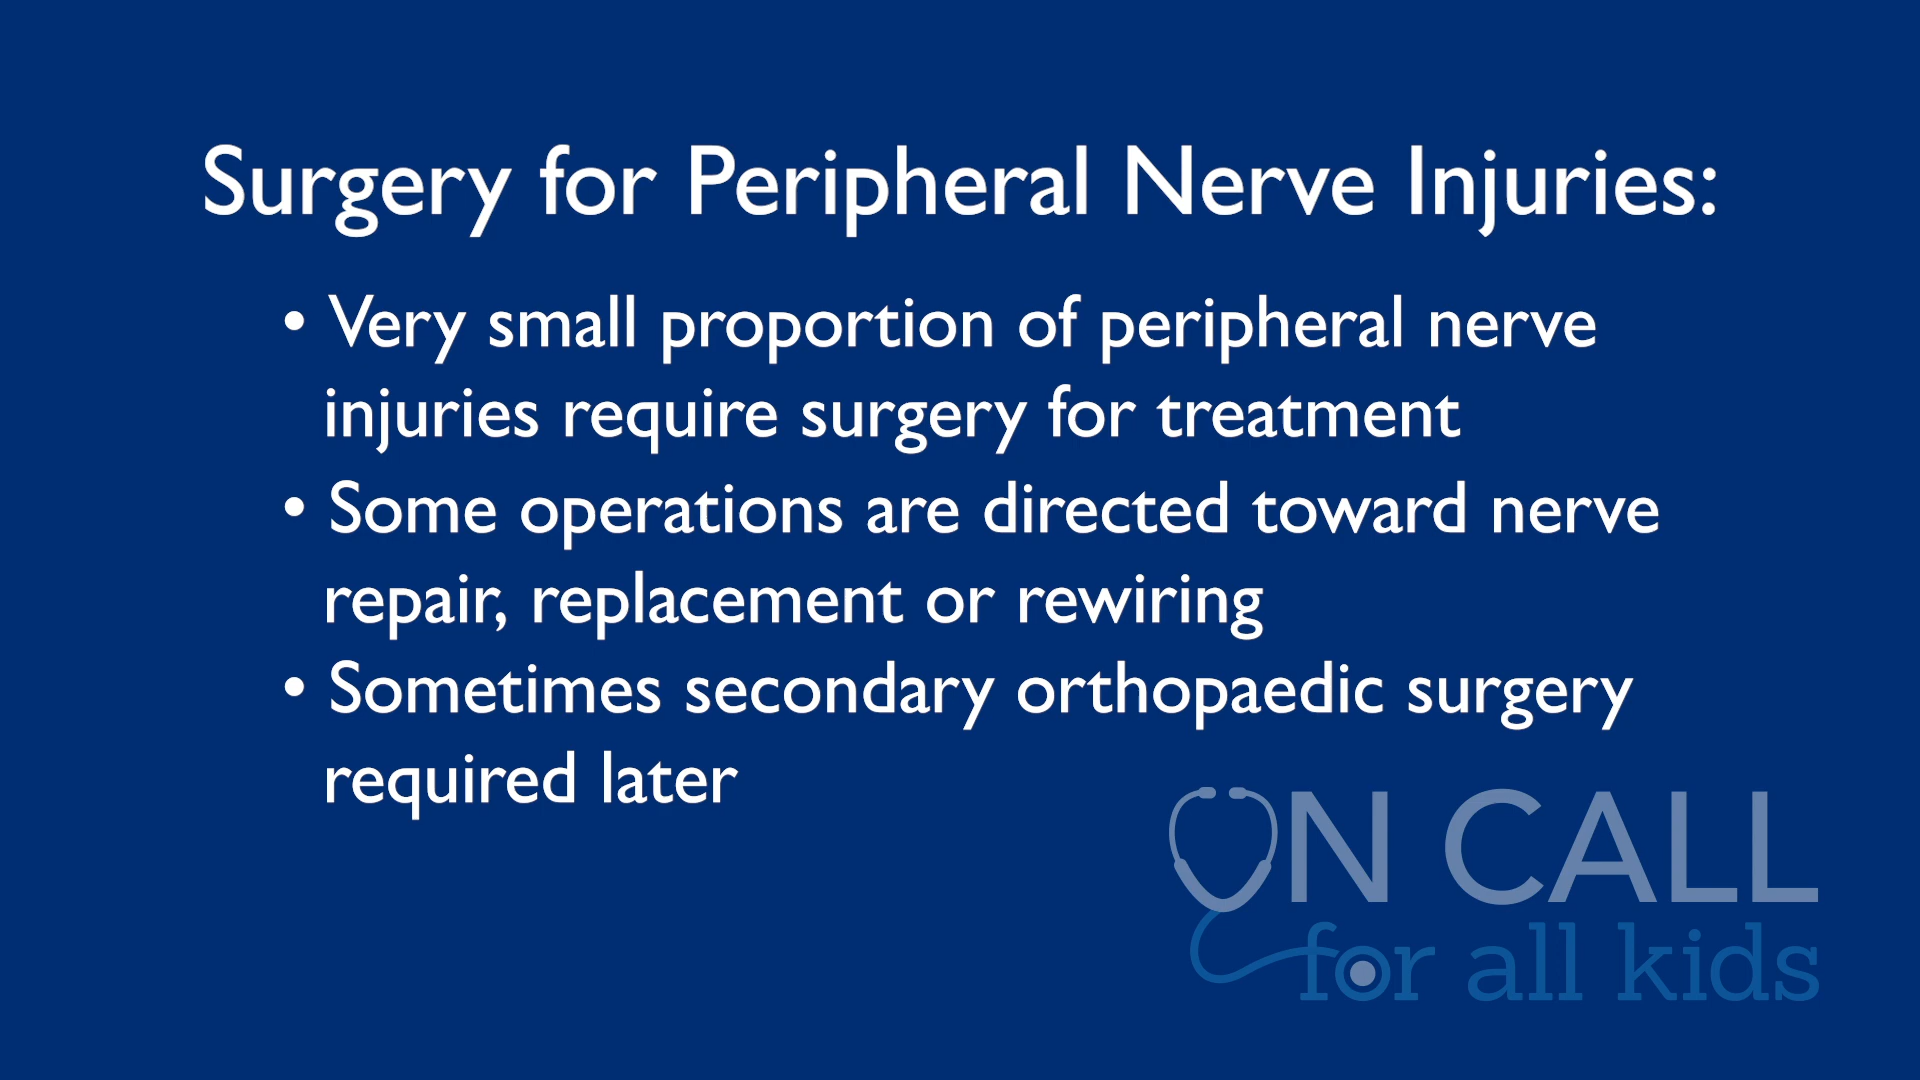 Surgery for Peripheral Nerve Injuries:
• Very small proportion of peripheral nerve
injuries require surgery for treatment
• Some operations are directed toward nerve
repair, replacement or rewiring
• Sometimes secondary orthopaedic surgery
required later
ON CALL
for all kids